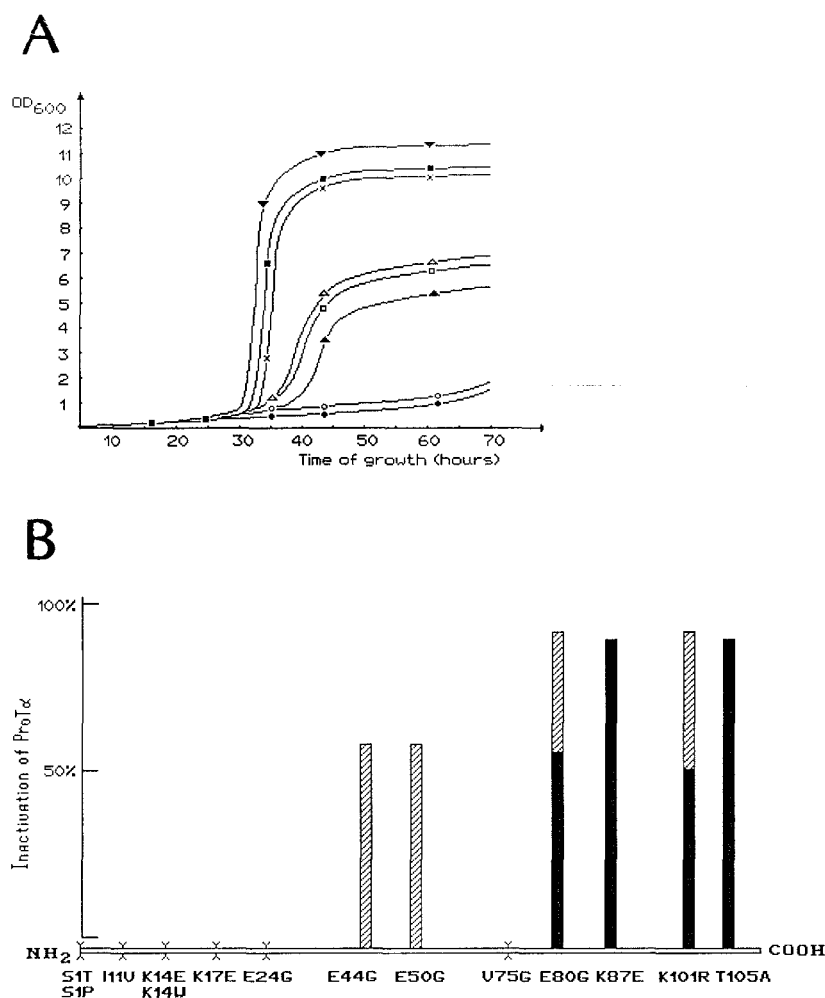 A
OD600
12
11
10
9
8
7
6
5
4
3
2
1
10 20 30 40 50 60 70
Time of growth (hours)
B
100%
50%
Inactivation of ProTα
NH2 COOH
S1T I11V K14E K17E E24G E44G E50G V75G E80G K87E K101R T105A
S1P K14W